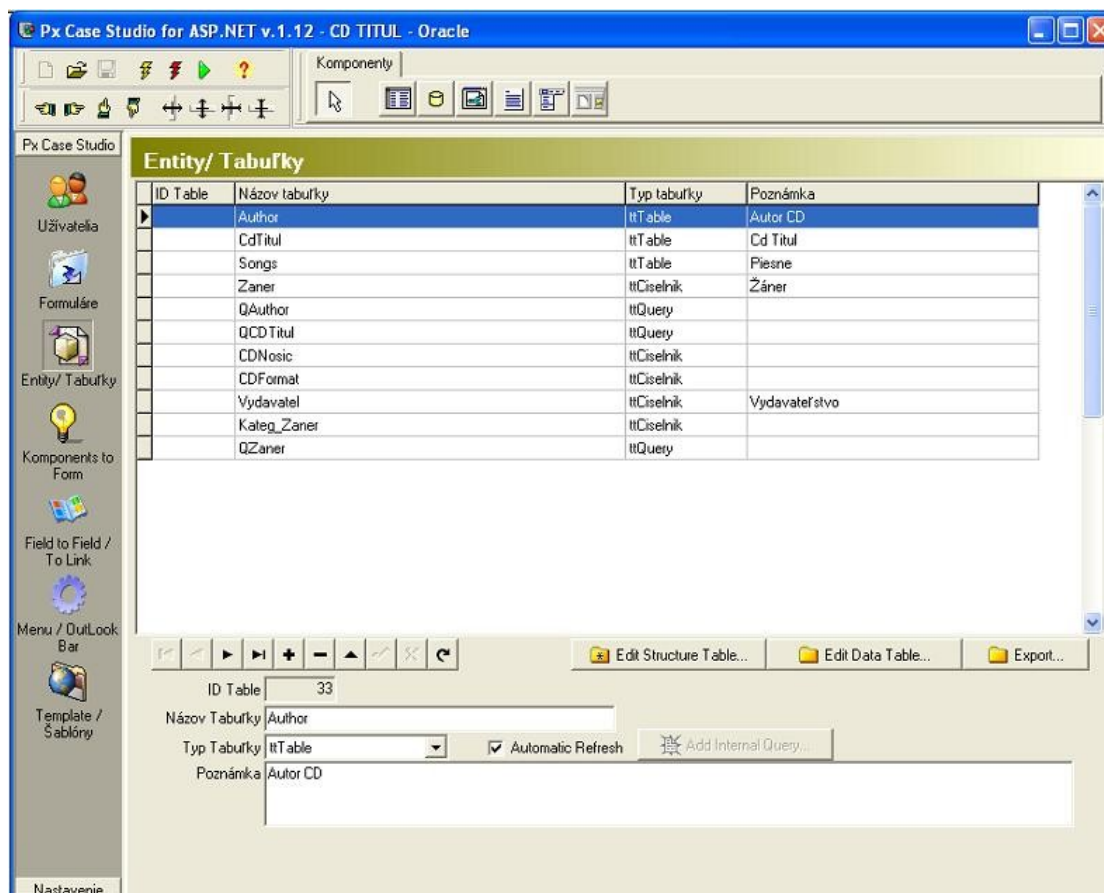 Px Case Studio for ASP.NET v.1.12 - CD TITUL - Oracle
Komponenty
Px Case Studio
Entity/ Tabuľky
ID Table Názov tabuľky Typ tabuľky Poznámka
Author ttTable Autor CD
CdTitul ttTable Cd Titul
Songs ttTable Piesne
Zaner ttCiselnik Žáner
QAuthor ttQuery
QCDTitul ttQuery
CDNosic ttCiselnik
CDFormat ttCiselnik
Vydavatel ttCiselnik Vydavateľstvo
Kateg_Zaner ttCiselnik
QZaner ttQuery
Užívatelia
Formuláre
Entity/ Tabuľky
Komponents to
Form
Field to Field /
To Link
Menu / OutLook
Bar
Template /
Šablóny
Nastavenie
Edit Structure Table... Edit Data Table... Export...
ID Table 33
Názov Tabuľky Author
Typ Tabuľky ttTable Automatic Refresh Add Internal Query...
Poznámka Autor CD